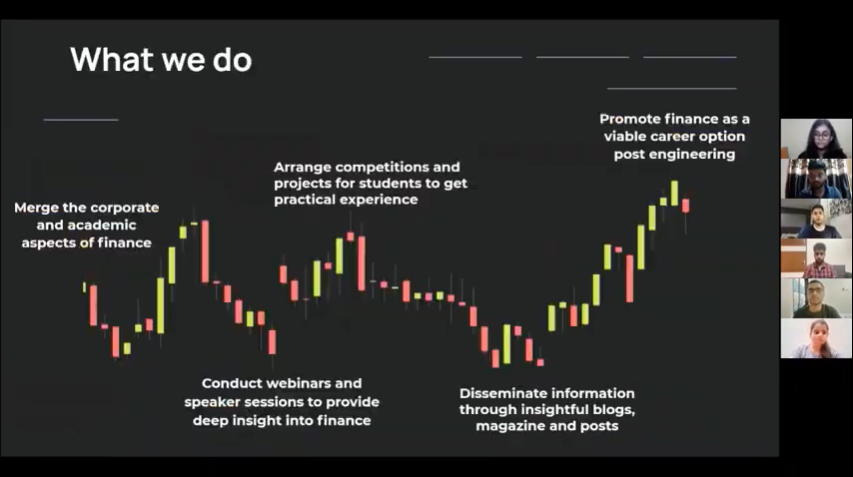 What we do
Merge the corporate
and academic
aspects of finance
Conduct webinars and
speaker sessions to provide
deep insight into finance
Arrange competitions and
projects for students to get
practical experience
Disseminate information
through insightful blogs,
magazine and posts
Promote finance as a
viable career option
post engineering